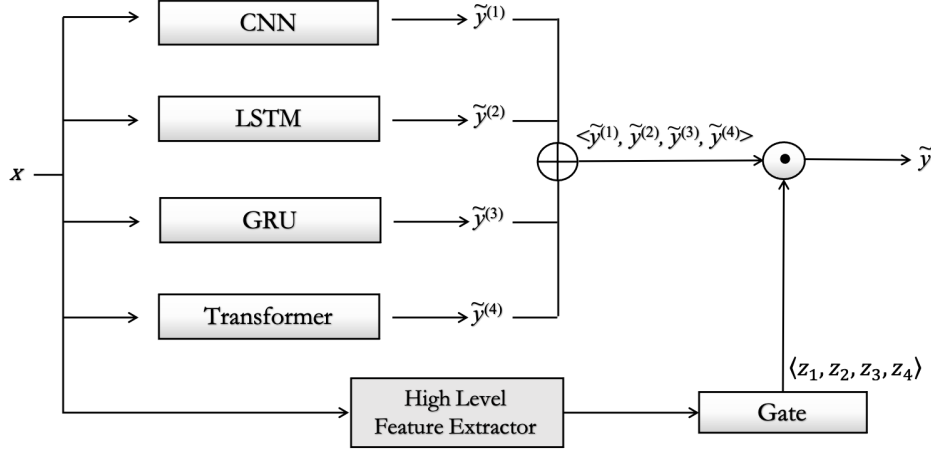 CNN
ỹ⁽¹⁾
LSTM
ỹ⁽²⁾
<ỹ⁽¹⁾, ỹ⁽²⁾, ỹ⁽³⁾, ỹ⁽⁴⁾>
x
ỹ
GRU
ỹ⁽³⁾
Transformer
ỹ⁽⁴⁾
⟨z₁, z₂, z₃, z₄⟩
High Level
Feature Extractor
Gate